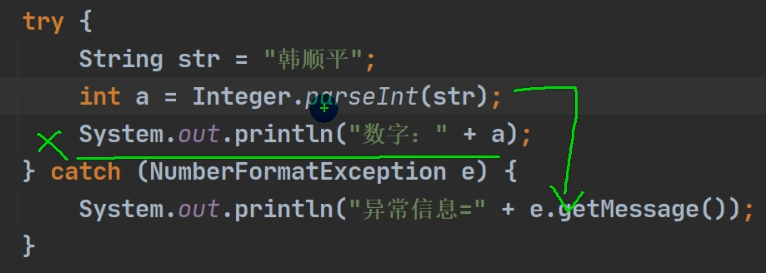 try {
String str = "韩顺平";
int a = Integer.parseInt(str);
System.out.println("数字：" + a);
} catch (NumberFormatException e) {
System.out.println("异常信息=" + e.getMessage());
}